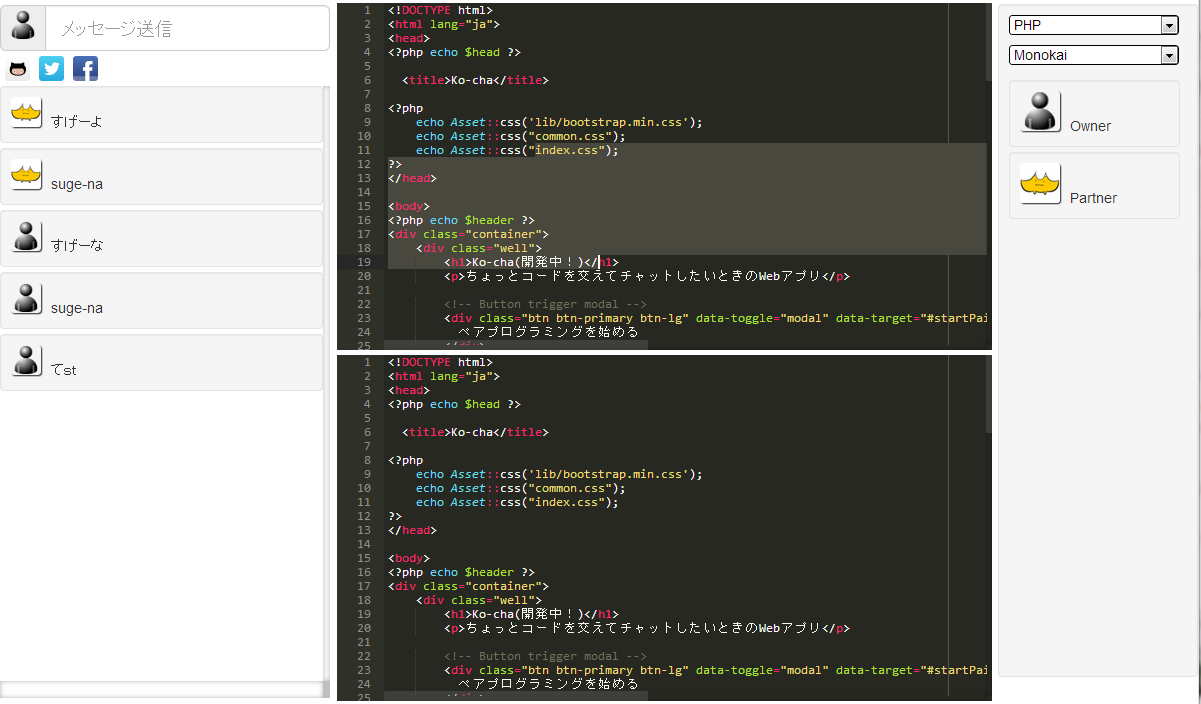 メッセージ送信
すげーよ
suge-na
すげーな
suge-na
てst
1 <!DOCTYPE html>
2 <html lang="ja">
3 <head>
4 <?php echo $head ?>
5
6   <title>Ko-cha</title>
7
8 <?php
9     echo Asset::css('lib/bootstrap.min.css');
10     echo Asset::css("common.css");
11     echo Asset::css("index.css");
12 ?>
13 </head>
14
15 <body>
16 <?php echo $header ?>
17 <div class="container">
18     <div class="well">
19         <h1>Ko-cha(開発中！)</h1>
20         <p>ちょっとコードを交えてチャットしたいときのWebアプリ</p>
21
22         <!-- Button trigger modal -->
23         <div class="btn btn-primary btn-lg" data-toggle="modal" data-target="#startPai
24           ペアプログラミングを始める
25         </div>
1 <!DOCTYPE html>
2 <html lang="ja">
3 <head>
4 <?php echo $head ?>
5
6   <title>Ko-cha</title>
7
8 <?php
9     echo Asset::css('lib/bootstrap.min.css');
10     echo Asset::css("common.css");
11     echo Asset::css("index.css");
12 ?>
13 </head>
14
15 <body>
16 <?php echo $header ?>
17 <div class="container">
18     <div class="well">
19         <h1>Ko-cha(開発中！)</h1>
20         <p>ちょっとコードを交えてチャットしたいときのWebアプリ</p>
21
22         <!-- Button trigger modal -->
23         <div class="btn btn-primary btn-lg" data-toggle="modal" data-target="#startPai
24           ペアプログラミングを始める
25
PHP
Monokai
Owner
Partner